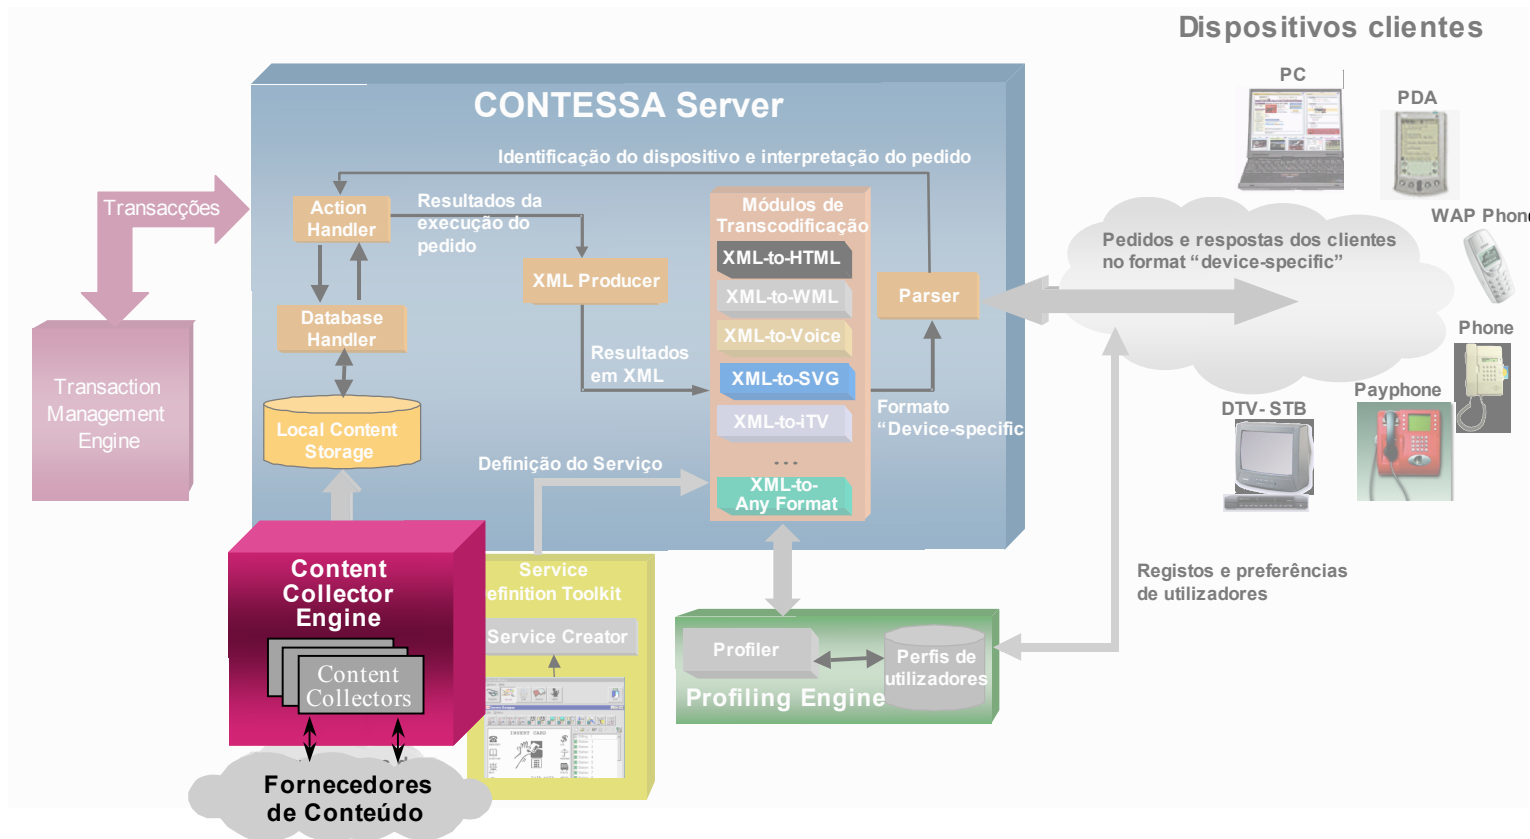 Dispositivos clientes
PC
PDA
WAP Phone
Phone
Payphone
DTV- STB
CONTESSA Server
Identificação do dispositivo e interpretação do pedido
Transacções
Action
Handler
Resultados da
execução do
pedido
Módulos de
Transcodificação
XML-to-HTML
XML-to-WML
XML-to-Voice
XML-to-SVG
XML-to-iTV
...
XML-to-
Any Format
XML Producer
Parser
Pedidos e respostas dos clientes
no format “device-specific”
Database
Handler
Resultados
em XML
Formato
“Device-specific
Transaction
Management
Engine
Local Content
Storage
Definição do Serviço
Content
Collector
Engine
Content
Collectors
Service
efinition Toolkit
Service Creator
INSERT CARD
Profiler
Perfis de
utilizadores
Profiling Engine
Registos e preferências
de utilizadores
Fornecedores
de Conteúdo